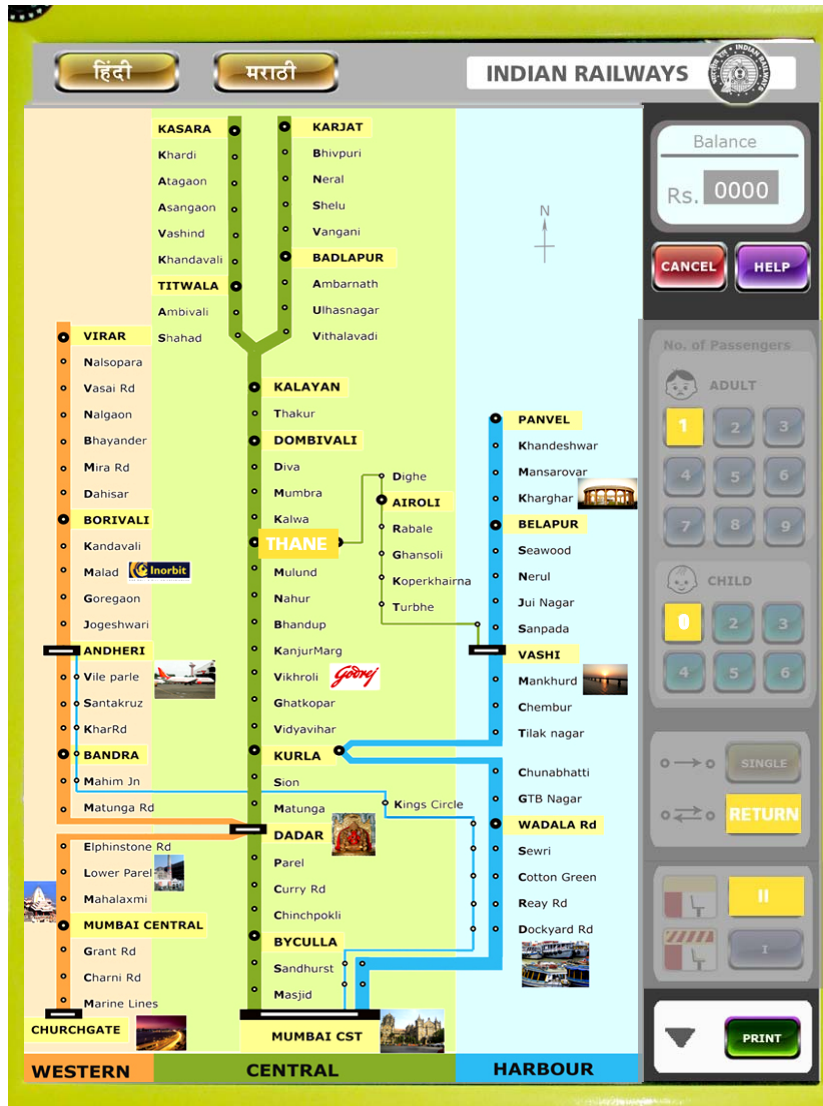 हिंदी
मराठी
INDIAN RAILWAYS
KASARA
Khardi
Atagaon
Asangaon
Vashind
Khandavali
TITWALA
Ambivali
Shahad
KARJAT
Bhivpuri
Neral
Shelu
Vangani
BADLAPUR
Ambarnath
Ulhasnagar
Vithalavadi
N
VIRAR
Nalsopara
Vasai Rd
Nalgaon
Bhayander
Mira Rd
Dahisar
BORIVALI
Kandavali
Malad
Inorbit
Goregaon
Jogeshwari
ANDHERI
Vile parle
Santakruz
KharRd
BANDRA
Mahim Jn
Matunga Rd
Elphinstone Rd
Lower Parel
Mahalaxmi
MUMBAI CENTRAL
Grant Rd
Charni Rd
Marine Lines
CHURCHGATE
WESTERN
KALAYAN
Thakur
DOMBIVALI
Diva
Mumbra
Kalwa
THANE
Mulund
Nahur
Bhandup
KanjurMarg
Vikhroli
Godrej
Ghatkopar
Vidyavihar
KURLA
Sion
Matunga
DADAR
Parel
Curry Rd
Chinchpokli
BYCULLA
Sandhurst
Masjid
MUMBAI CST
CENTRAL
Dighe
AIROLI
Rabale
Ghansoli
Koperkhairna
Turbhe
Kings Circle
PANVEL
Khandeshwar
Mansarovar
Kharghar
BELAPUR
Seawood
Nerul
Jui Nagar
Sanpada
VASHI
Mankhurd
Chembur
Tilak nagar
Chunabhatti
GTB Nagar
WADALA Rd
Sewri
Cotton Green
Reay Rd
Dockyard Rd
HARBOUR
Balance
Rs. 0000
CANCEL
HELP
No. of Passengers
ADULT
1 2 3
4 5 6
7 8 9
CHILD
0 2 3
4 5 6
SINGLE
RETURN
II
I
PRINT